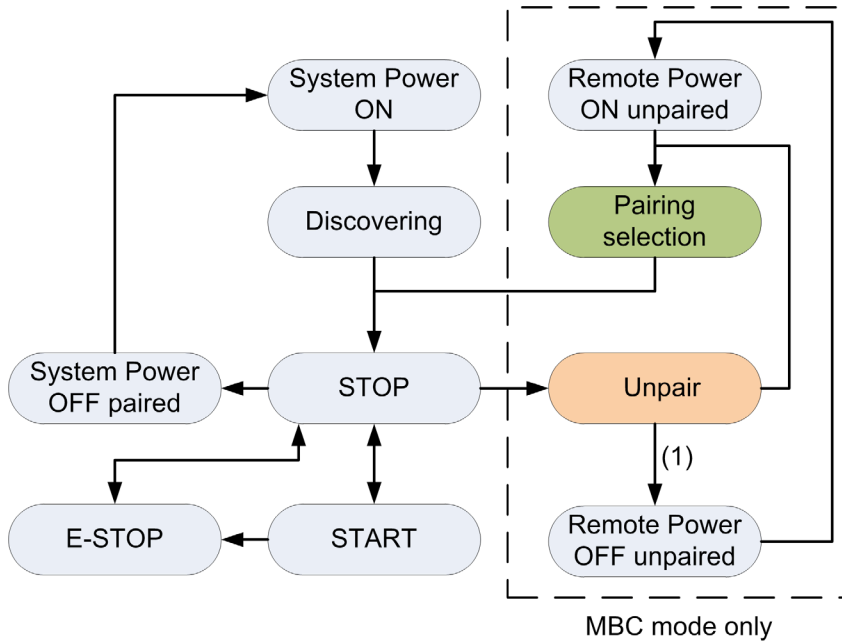 System Power
ON
Remote Power
ON unpaired
Discovering
Pairing
selection
System Power
OFF paired
STOP
Unpair
(1)
E-STOP
START
Remote Power
OFF unpaired
MBC mode only